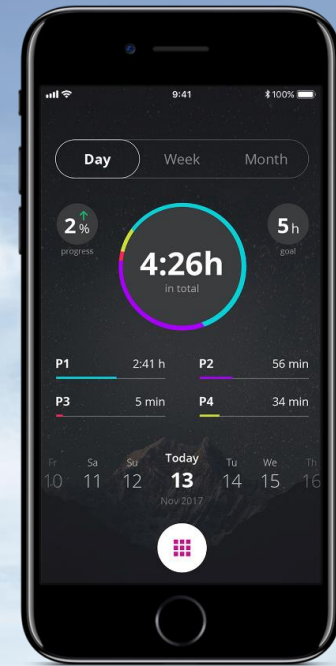 9:41 100%
Day Week Month
2% 4:26h 5h
progress in total goal
P1 2:41 h P2 56 min
P3 5 min P4 34 min
Fr Sa Su Today Tu We Th
10 11 12 13 14 15 16
Nov 2017